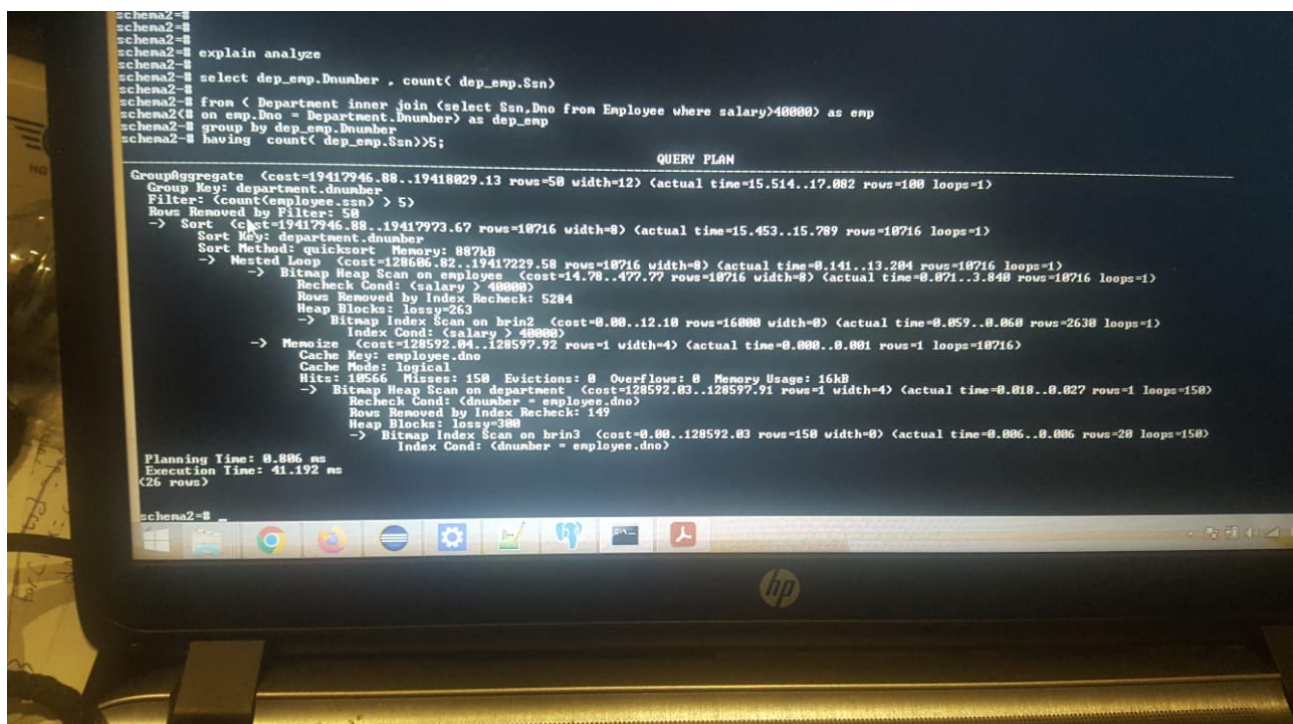 schema2=#
schema2=#
schema2=#
schema2=# explain analyze
schema2-#
schema2-# select dep_emp.Dnumber , count( dep_emp.Ssn)
schema2-#
schema2-# from ( Department inner join (select Ssn,Dno from Employee where salary>40000) as emp
schema2(# on emp.Dno = Department.Dnumber) as dep_emp
schema2-# group by dep_emp.Dnumber
schema2-# having count( dep_emp.Ssn)>5;
QUERY PLAN
GroupAggregate (cost=19417946.88..19418029.13 rows=50 width=12) (actual time=15.514..17.082 rows=100 loops=1)
Group Key: department.dnumber
Filter: (count(employee.ssn) > 5)
Rows Removed by Filter: 50
-> Sort (cost=19417946.88..19417973.67 rows=10716 width=8) (actual time=15.453..15.789 rows=10716 loops=1)
Sort Key: department.dnumber
Sort Method: quicksort Memory: 887kB
-> Nested Loop (cost=128606.82..19417229.58 rows=10716 width=8) (actual time=0.141..13.204 rows=10716 loops=1)
-> Bitmap Heap Scan on employee (cost=14.78..477.77 rows=10716 width=8) (actual time=0.071..3.840 rows=10716 loops=1)
Recheck Cond: (salary > 40000)
Rows Removed by Index Recheck: 5284
Heap Blocks: lossy=263
-> Bitmap Index Scan on brin2 (cost=0.00..12.10 rows=16000 width=0) (actual time=0.059..0.060 rows=2630 loops=1)
Index Cond: (salary > 40000)
-> Memoize (cost=128592.04..128597.92 rows=1 width=4) (actual time=0.000..0.001 rows=1 loops=10716)
Cache Key: employee.dno
Cache Mode: logical
Hits: 10566 Misses: 150 Evictions: 0 Overflows: 0 Memory Usage: 16kB
-> Bitmap Heap Scan on department (cost=128592.03..128597.91 rows=1 width=4) (actual time=0.018..0.027 rows=1 loops=150)
Recheck Cond: (dnumber = employee.dno)
Rows Removed by Index Recheck: 149
Heap Blocks: lossy=300
-> Bitmap Index Scan on brin3 (cost=0.00..128592.03 rows=150 width=0) (actual time=0.006..0.006 rows=20 loops=150)
Index Cond: (dnumber = employee.dno)
Planning Time: 0.806 ms
Execution Time: 41.192 ms
(26 rows)
schema2=# _
hp